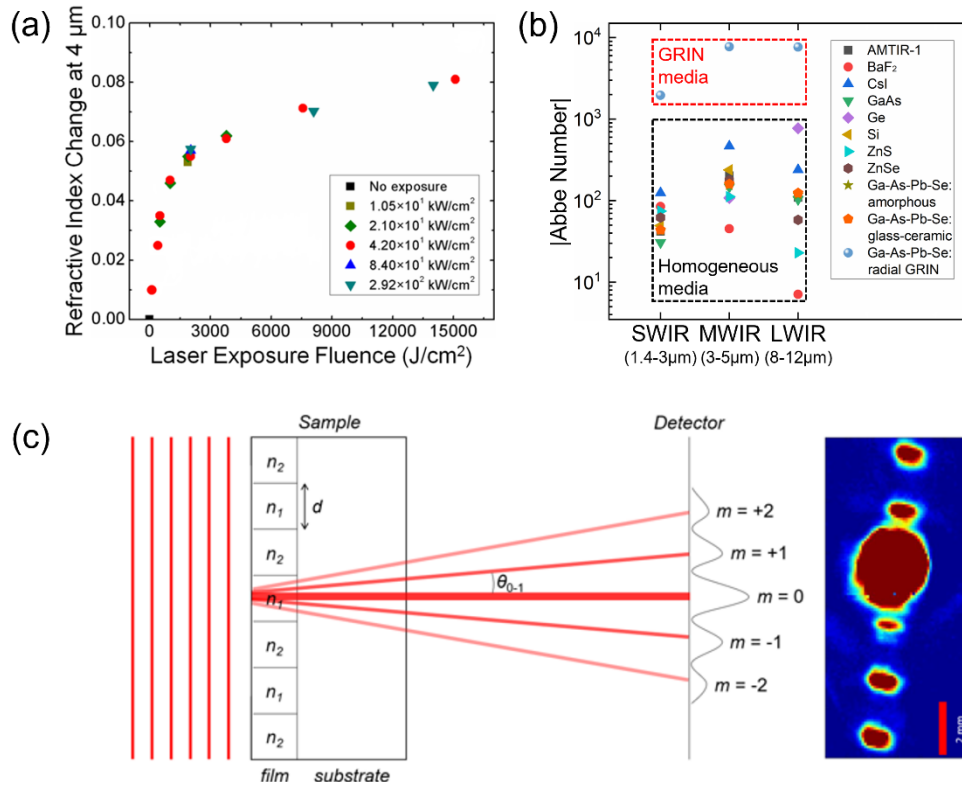 (a)
Refractive Index Change at 4 μm
0.10
0.08
0.06
0.04
0.02
0.00
0
3000
6000
9000
12000
15000
Laser Exposure Fluence (J/cm²)
No exposure
1.05×10¹ kW/cm²
2.10×10¹ kW/cm²
4.20×10¹ kW/cm²
8.40×10¹ kW/cm²
2.92×10² kW/cm²
(b)
|Abbe Number|
10⁴
10³
10²
10¹
GRIN
media
Homogeneous
media
SWIR
(1.4-3μm)
MWIR
(3-5μm)
LWIR
(8-12μm)
AMTIR-1
BaF₂
CsI
GaAs
Ge
Si
ZnS
ZnSe
Ga-As-Pb-Se:
amorphous
Ga-As-Pb-Se:
glass-ceramic
Ga-As-Pb-Se:
radial GRIN
(c)
Sample
Detector
n₂
n₁
d
n₂
n₁
n₂
n₁
n₂
θ₀₋₁
m = +2
m = +1
m = 0
m = -1
m = -2
film
substrate
2 mm